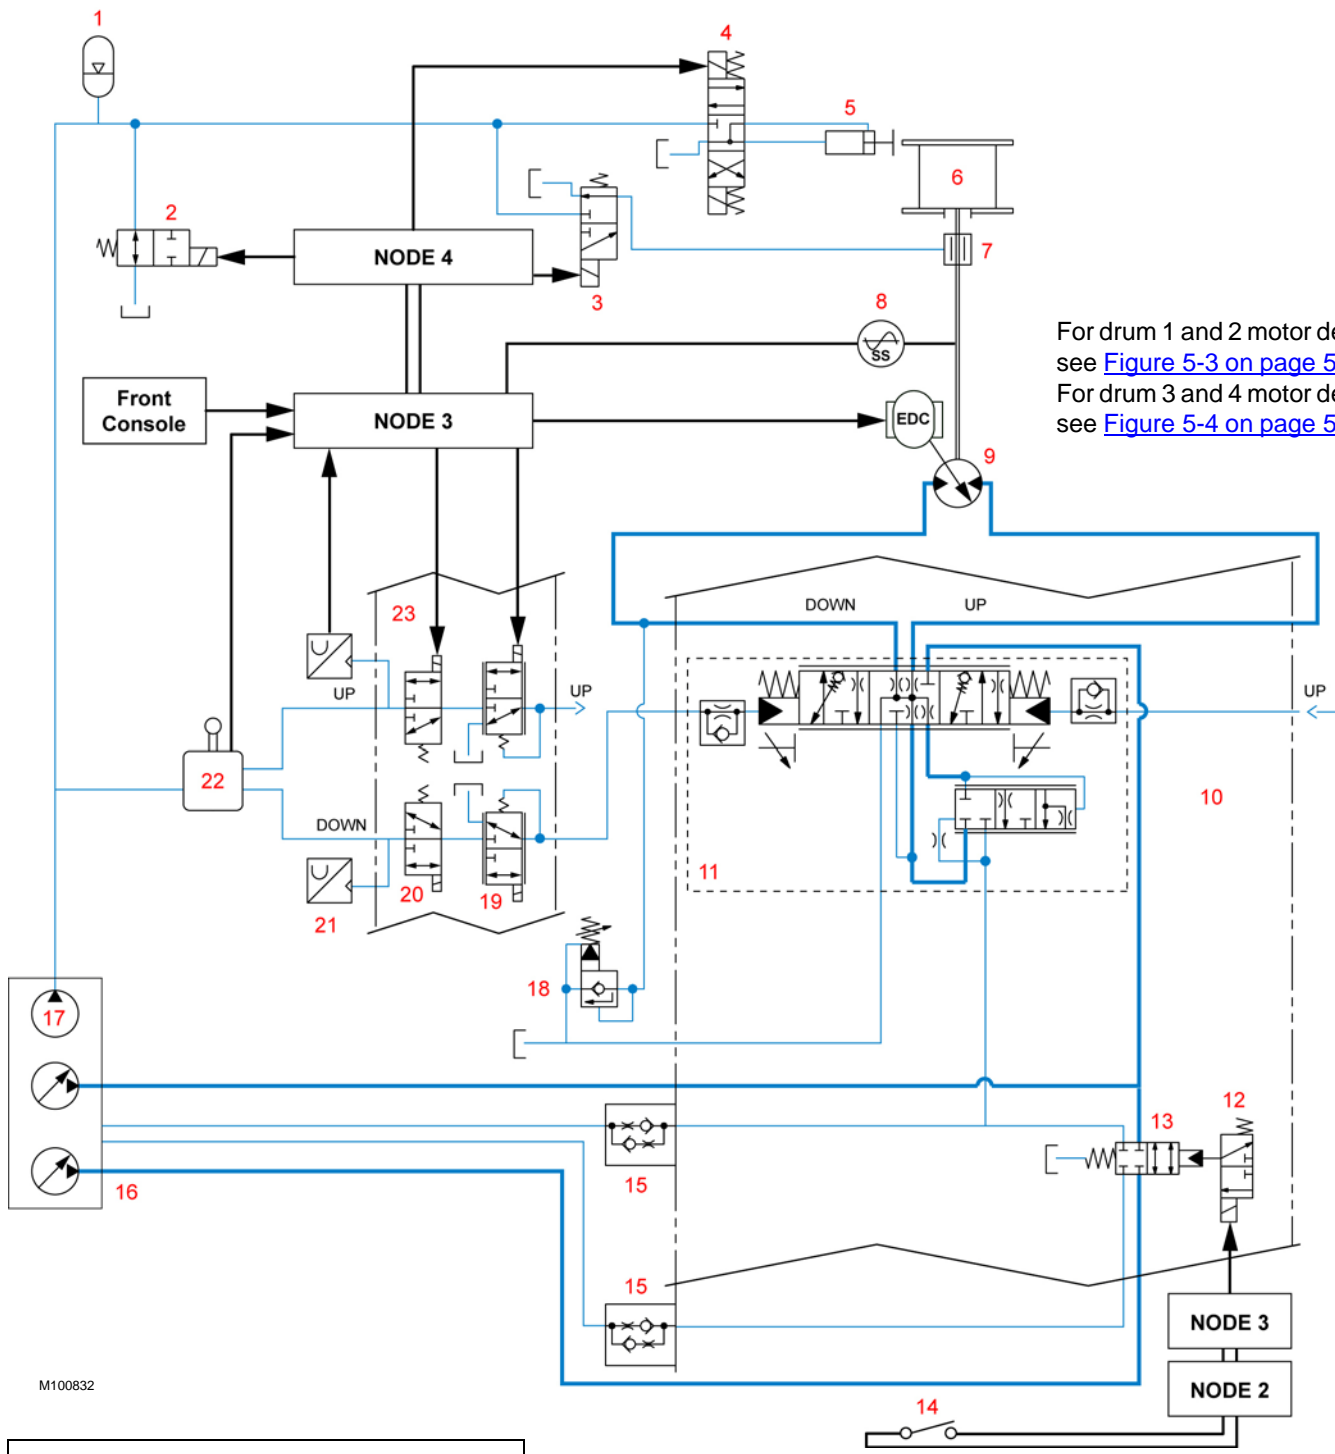 1
4
5
6
2
NODE 4
7
3
8
SS
For drum 1 and 2 motor de
see Figure 5-3 on page 5
For drum 3 and 4 motor de
see Figure 5-4 on page 5
Front
Console
NODE 3
EDC
9
DOWN
UP
23
UP
UP
UP
22
10
DOWN
11
20
19
21
18
17
12
13
16
15
15
NODE 3
NODE 2
M100832
14